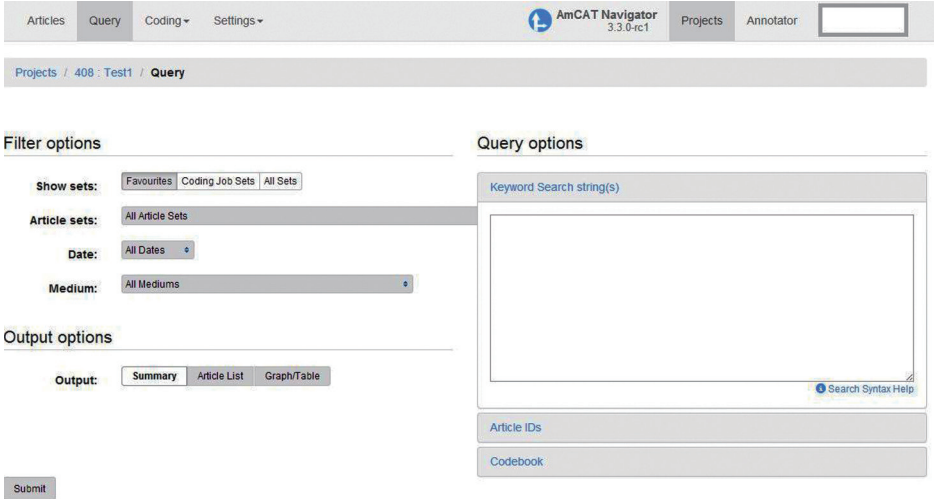 Articles Query Coding Settings AmCAT Navigator Projects Annotator
3.3.0-rc1
Projects / 408 : Test1 / Query
Filter options
Show sets: Favourites Coding Job Sets All Sets
Article sets: All Article Sets
Date: All Dates
Medium: All Mediums
Output options
Output: Summary Article List Graph/Table
Submit
Query options
Keyword Search string(s)
Search Syntax Help
Article IDs
Codebook